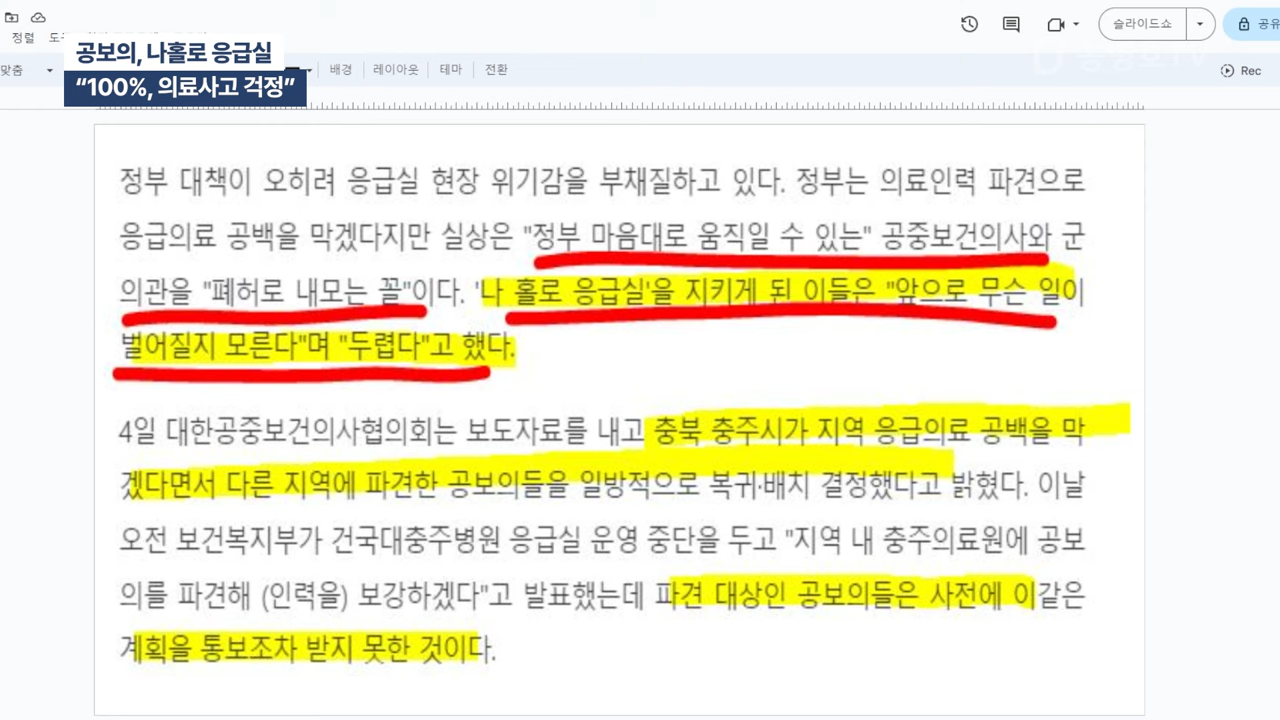 정렬
슬라이드쇼
공유
공보의, 나홀로 응급실
"100%, 의료사고 걱정"
맞춤
배경
레이아웃
테마
전환
Rec
정부 대책이 오히려 응급실 현장 위기감을 부채질하고 있다. 정부는 의료인력 파견으로
응급의료 공백을 막겠다지만 실상은 "정부 마음대로 움직일 수 있는" 공중보건의사와 군
의관을 "폐허로 내모는 꼴"이다. '나 홀로 응급실'을 지키게 된 이들은 "앞으로 무슨 일이
벌어질지 모른다"며 "두렵다"고 했다.
4일 대한공중보건의사협의회는 보도자료를 내고 충북 충주시가 지역 응급의료 공백을 막
겠다면서 다른 지역에 파견한 공보의들을 일방적으로 복귀·배치 결정했다고 밝혔다. 이날
오전 보건복지부가 건국대충주병원 응급실 운영 중단을 두고 "지역 내 충주의료원에 공보
의를 파견해 (인력을) 보강하겠다"고 발표했는데 파견 대상인 공보의들은 사전에 이같은
계획을 통보조차 받지 못한 것이다.